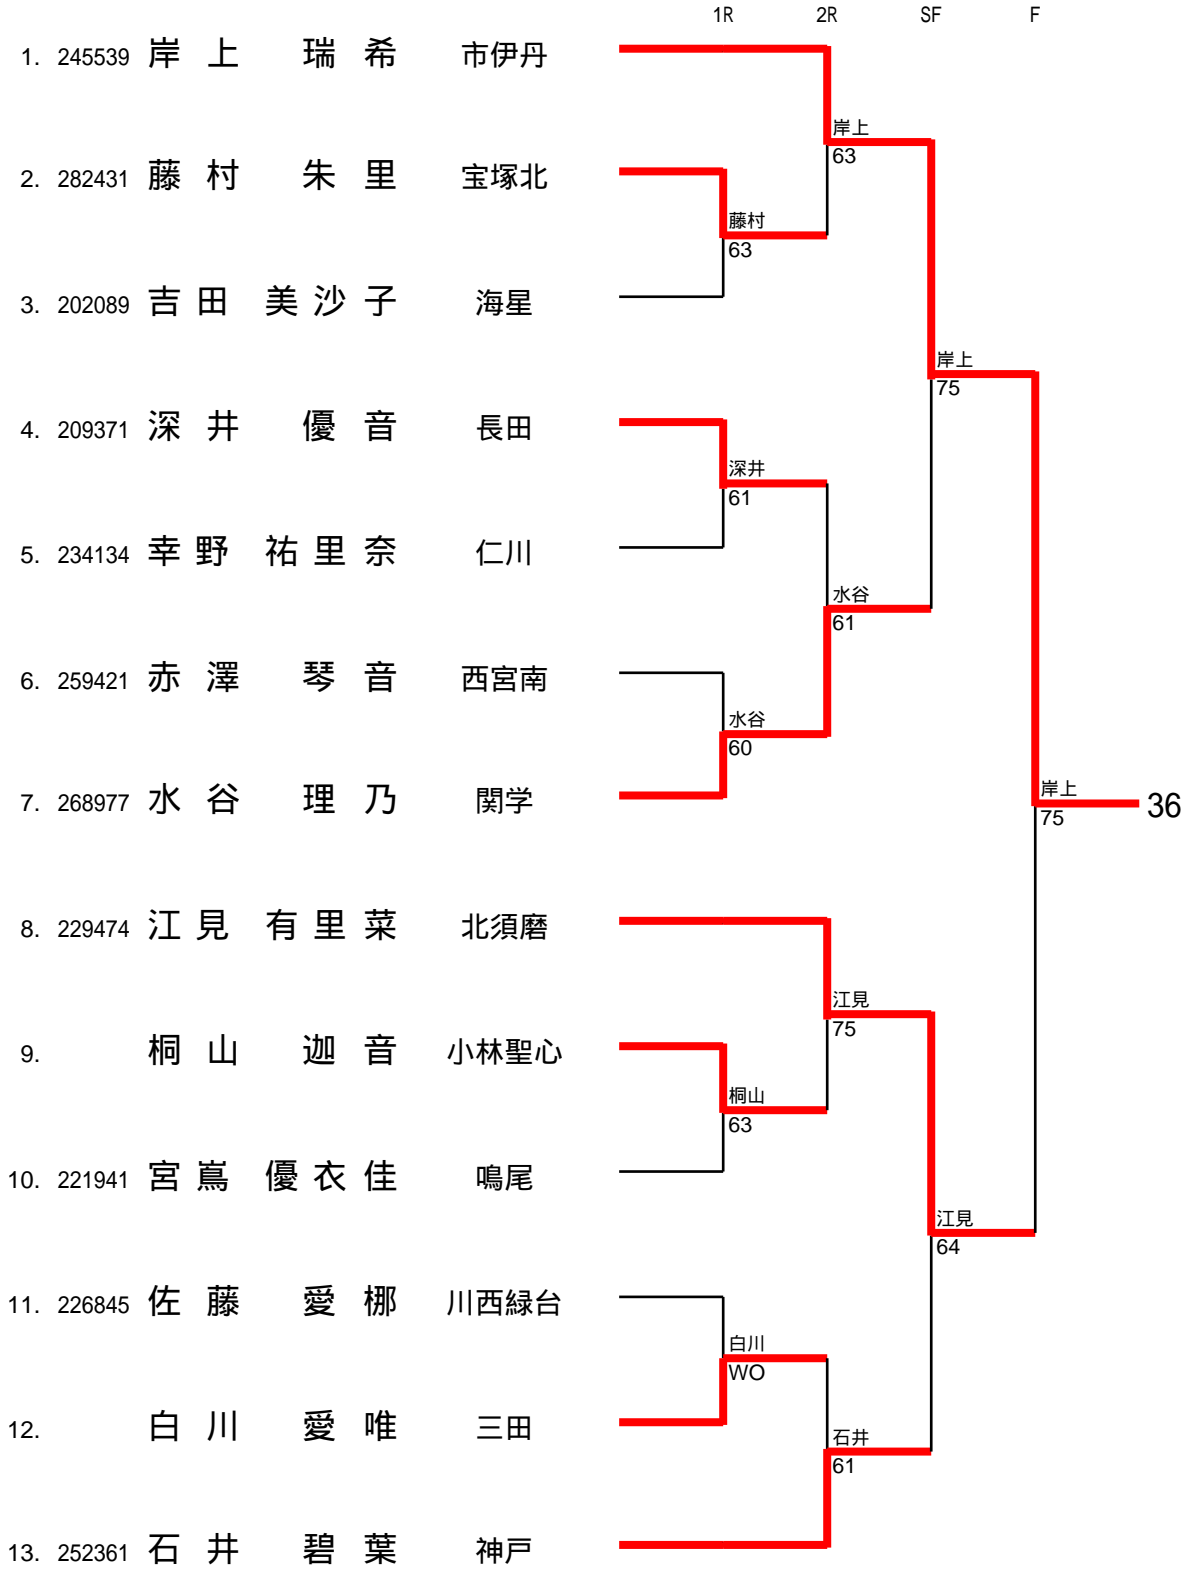 1R 2R SF F
1. 245539 岸上 瑞希 市伊丹
岸上
63
2. 282431 藤村 朱里 宝塚北
藤村
63
3. 202089 吉田 美沙子 海星
岸上
75
4. 209371 深井 優音 長田
深井
61
5. 234134 幸野 祐里奈 仁川
水谷
61
6. 259421 赤澤 琴音 西宮南
水谷
60
7. 268977 水谷 理乃 関学
岸上
75
36
8. 229474 江見 有里菜 北須磨
江見
75
9. 桐山 迦音 小林聖心
桐山
63
10. 221941 宮嶌 優衣佳 鳴尾
江見
64
11. 226845 佐藤 愛梛 川西緑台
白川
WO
12. 白川 愛唯 三田
石井
61
13. 252361 石井 碧葉 神戸